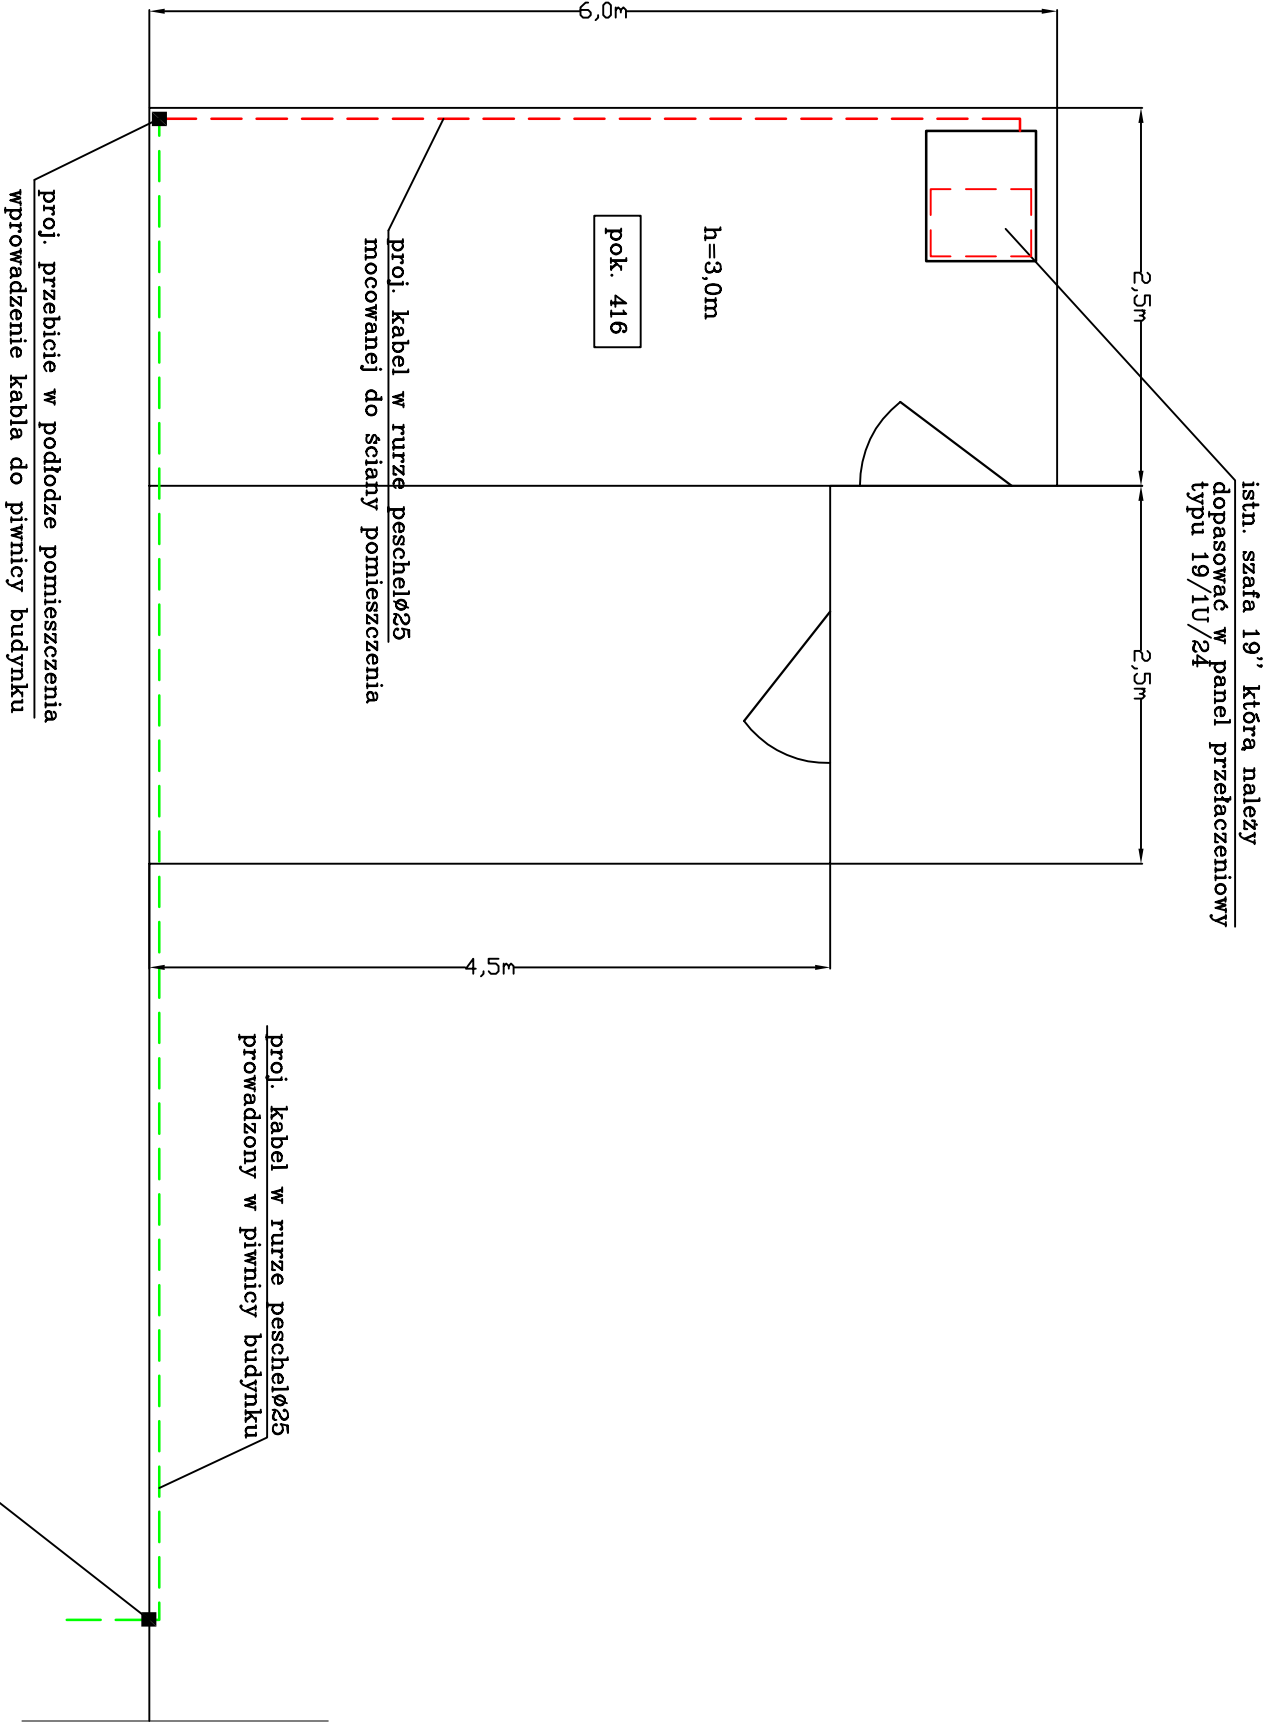 istn. szafa 19'' którą należy
dopasować w panel przełaczeniowy
typu 19/1U/24
2,5m
2,5m
6,0m
h=3,0m
pok. 416
proj. kabel w rurze peschelø25
mocowanej do ściany pomieszczenia
4,5m
proj. kabel w rurze peschelø25
prowadzony w piwnicy budynku
proj. przebicie w podłodze pomieszczenia
wprowadzenie kabla do piwnicy budynku